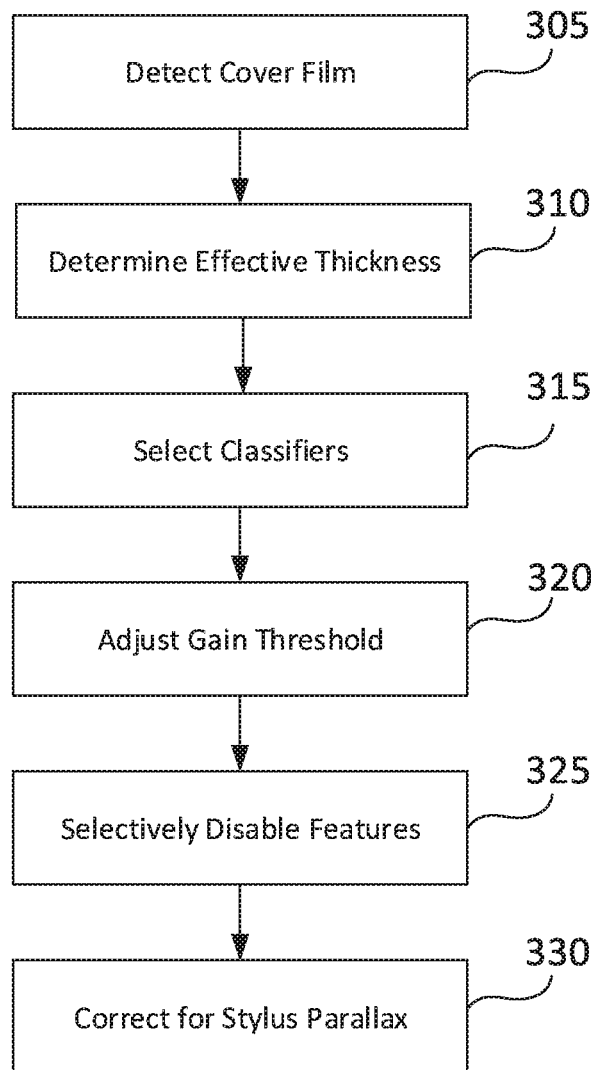 305
Detect Cover Film
310
Determine Effective Thickness
315
Select Classifiers
320
Adjust Gain Threshold
325
Selectively Disable Features
330
Correct for Stylus Parallax